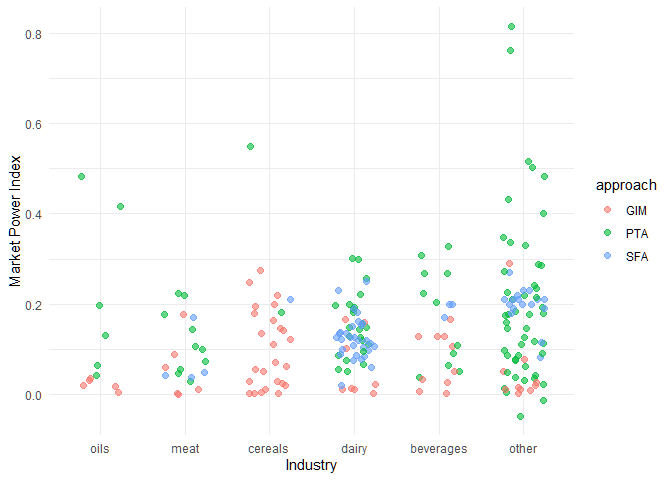 0.8
0.6
0.4
0.2
0.0
Market Power Index
oils meat cereals dairy beverages other
Industry
approach
GIM
PTA
SFA